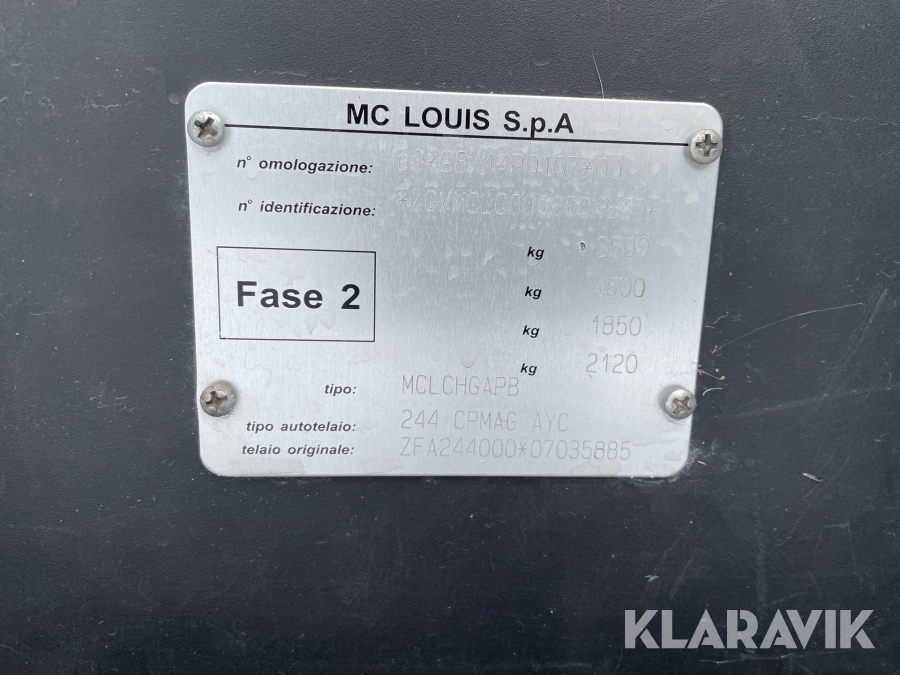 MC LOUIS S.p.A
n° omologazione:
n° identificazione:
kg
Fase 2
kg
kg 1850
kg 2120
tipo: MCLCHGAPB
tipo autotelaio: 244 CPMAG AYC
telaio originale: ZFA244000*07035885
KLARAVIK